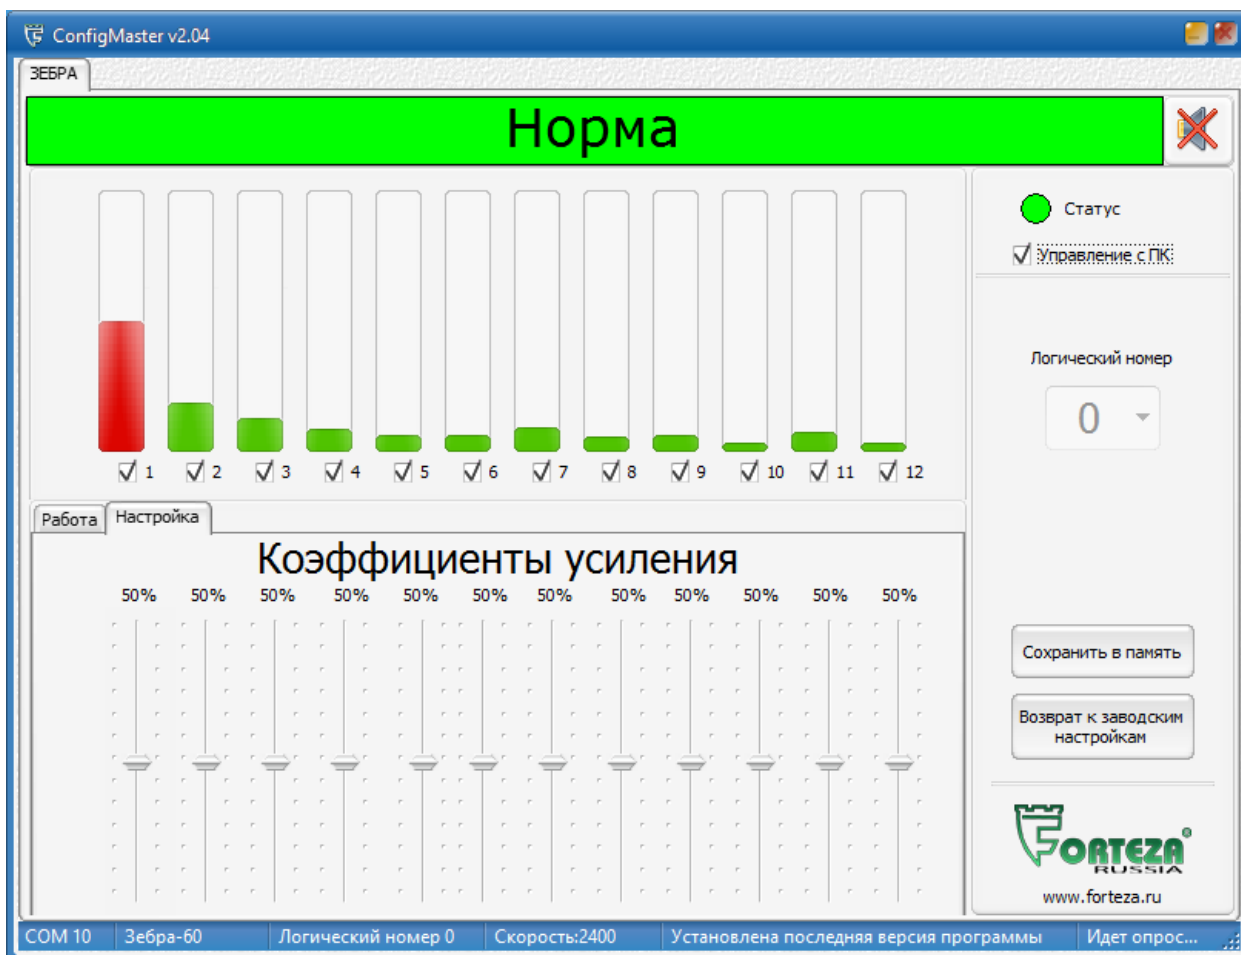 ConfigMaster v2.04
ЗЕБРА
Норма
Статус
Управление с ПК
Логический номер
0
1 2 3 4 5 6 7 8 9 10 11 12
Работа Настройка
Коэффициенты усиления
50% 50% 50% 50% 50% 50% 50% 50% 50% 50% 50% 50%
Сохранить в память
Возврат к заводским
настройкам
FORTEZA®
RUSSIA
www.forteza.ru
COM 10 Зебра-60 Логический номер 0 Скорость:2400 Установлена последняя версия программы Идет опрос...